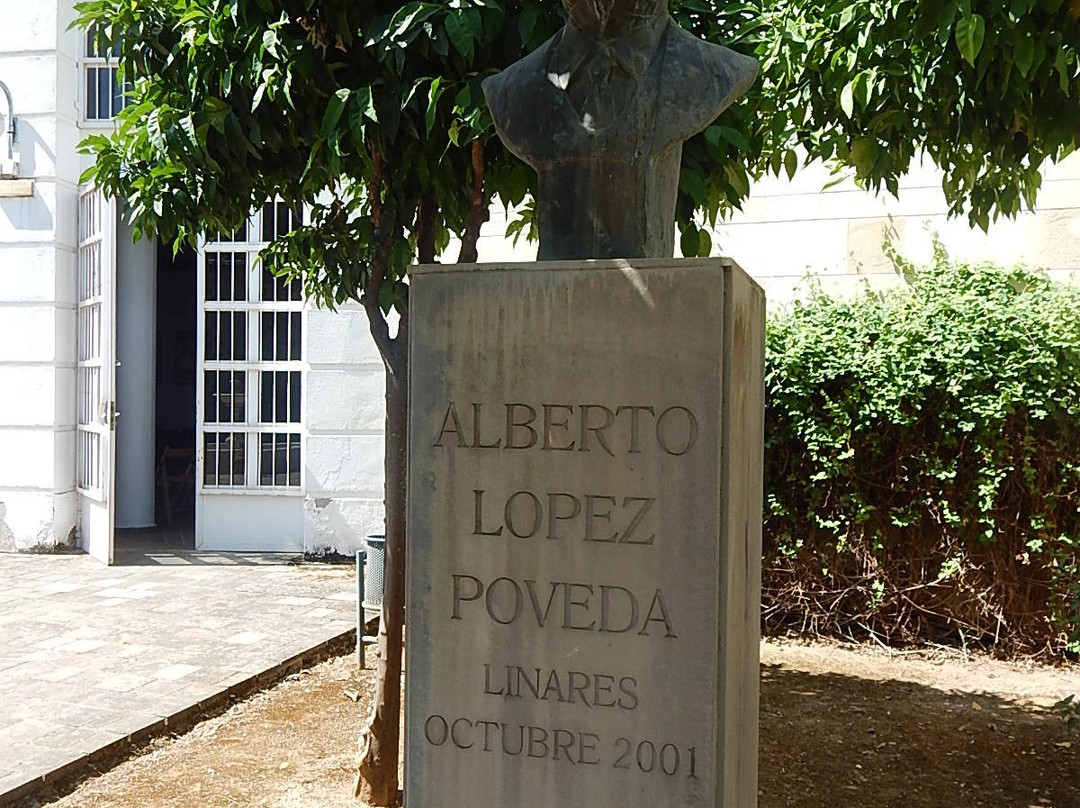 ALBERTO
LOPEZ
POVEDA
LINARES
OCTUBRE 2001